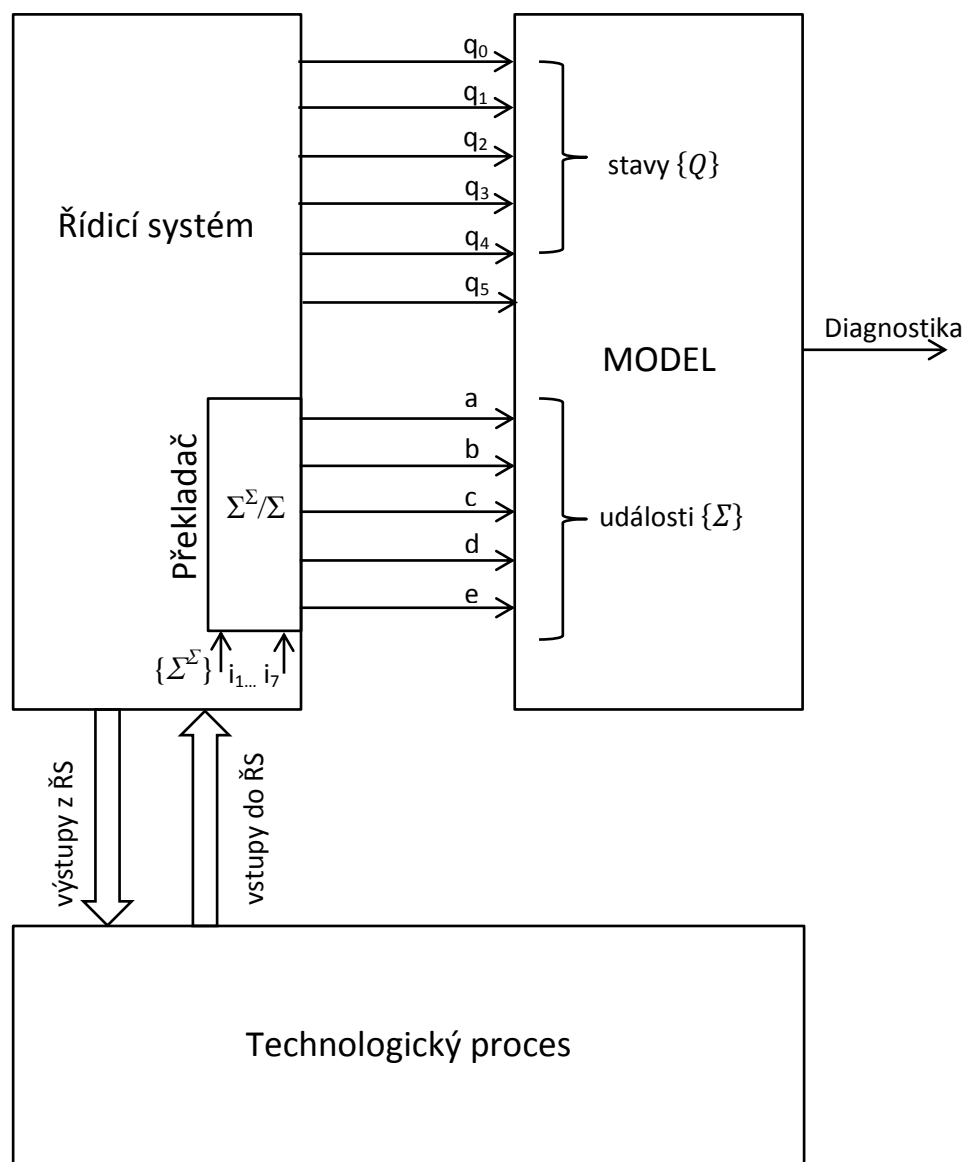 q₀
q₁
q₂
stavy {Q}
q₃
Řídicí systém
q₄
q₅
Diagnostika
MODEL
a
b
Překladač
Σ^Σ/Σ
c
události {Σ}
d
e
{Σ^Σ} i₁... i₇
výstupy z ŘS
vstupy do ŘS
Technologický proces